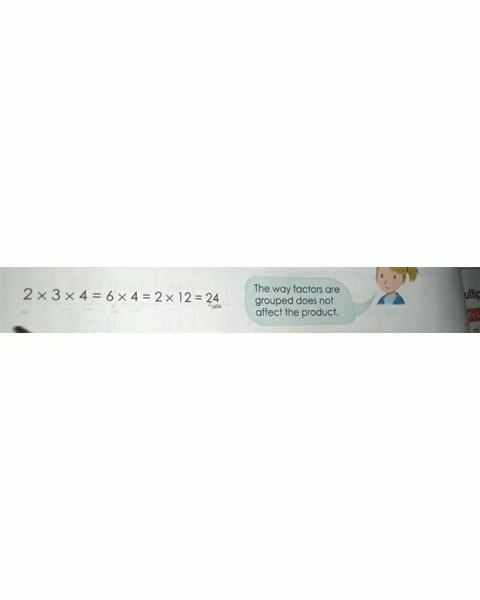 2 × 3 × 4 = 6 × 4 = 2 × 12 = 24
The way factors are
grouped does not
affect the product.